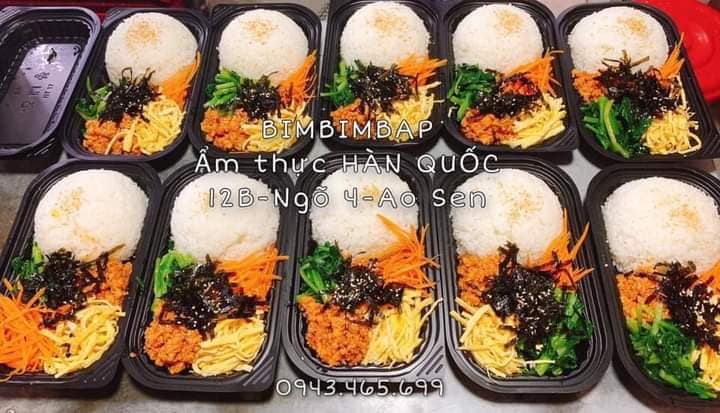 BIMBIMBAP
Ẩm thực HÀN QUỐC
12B-Ngõ 4-Ao Sen
0943.465.699